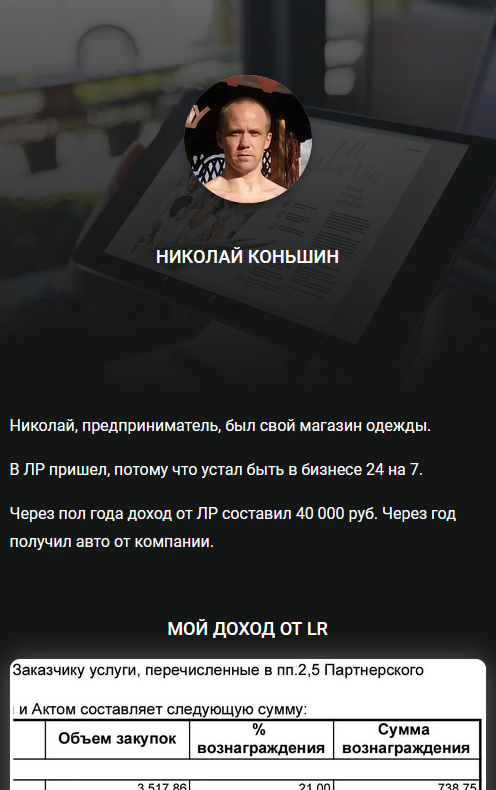 НИКОЛАЙ КОНЬШИН
Николай, предприниматель, был свой магазин одежды.
В ЛР пришел, потому что устал быть в бизнесе 24 на 7.
Через пол года доход от ЛР составил 40 000 руб. Через год
получил авто от компании.
МОЙ ДОХОД ОТ LR
Заказчику услуги, перечисленные в пп.2,5 Партнерского
и Актом составляет следующую сумму:
Объем закупок % вознаграждения Сумма вознаграждения
3 517,86 21,00 738,75